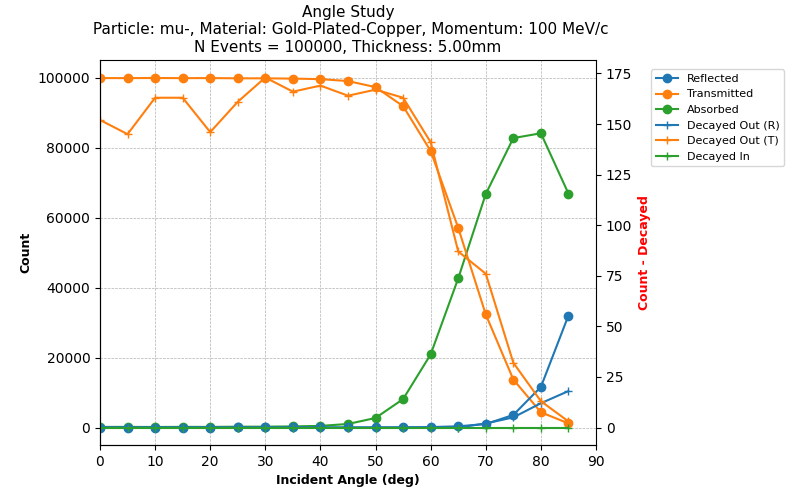 Angle Study
Particle: mu-, Material: Gold-Plated-Copper, Momentum: 100 MeV/c
N Events = 100000, Thickness: 5.00mm
100000
80000
60000
40000
20000
0
Count
175
150
125
100
75
50
25
0
Count - Decayed
0 10 20 30 40 50 60 70 80 90
Incident Angle (deg)
Reflected
Transmitted
Absorbed
Decayed Out (R)
Decayed Out (T)
Decayed In